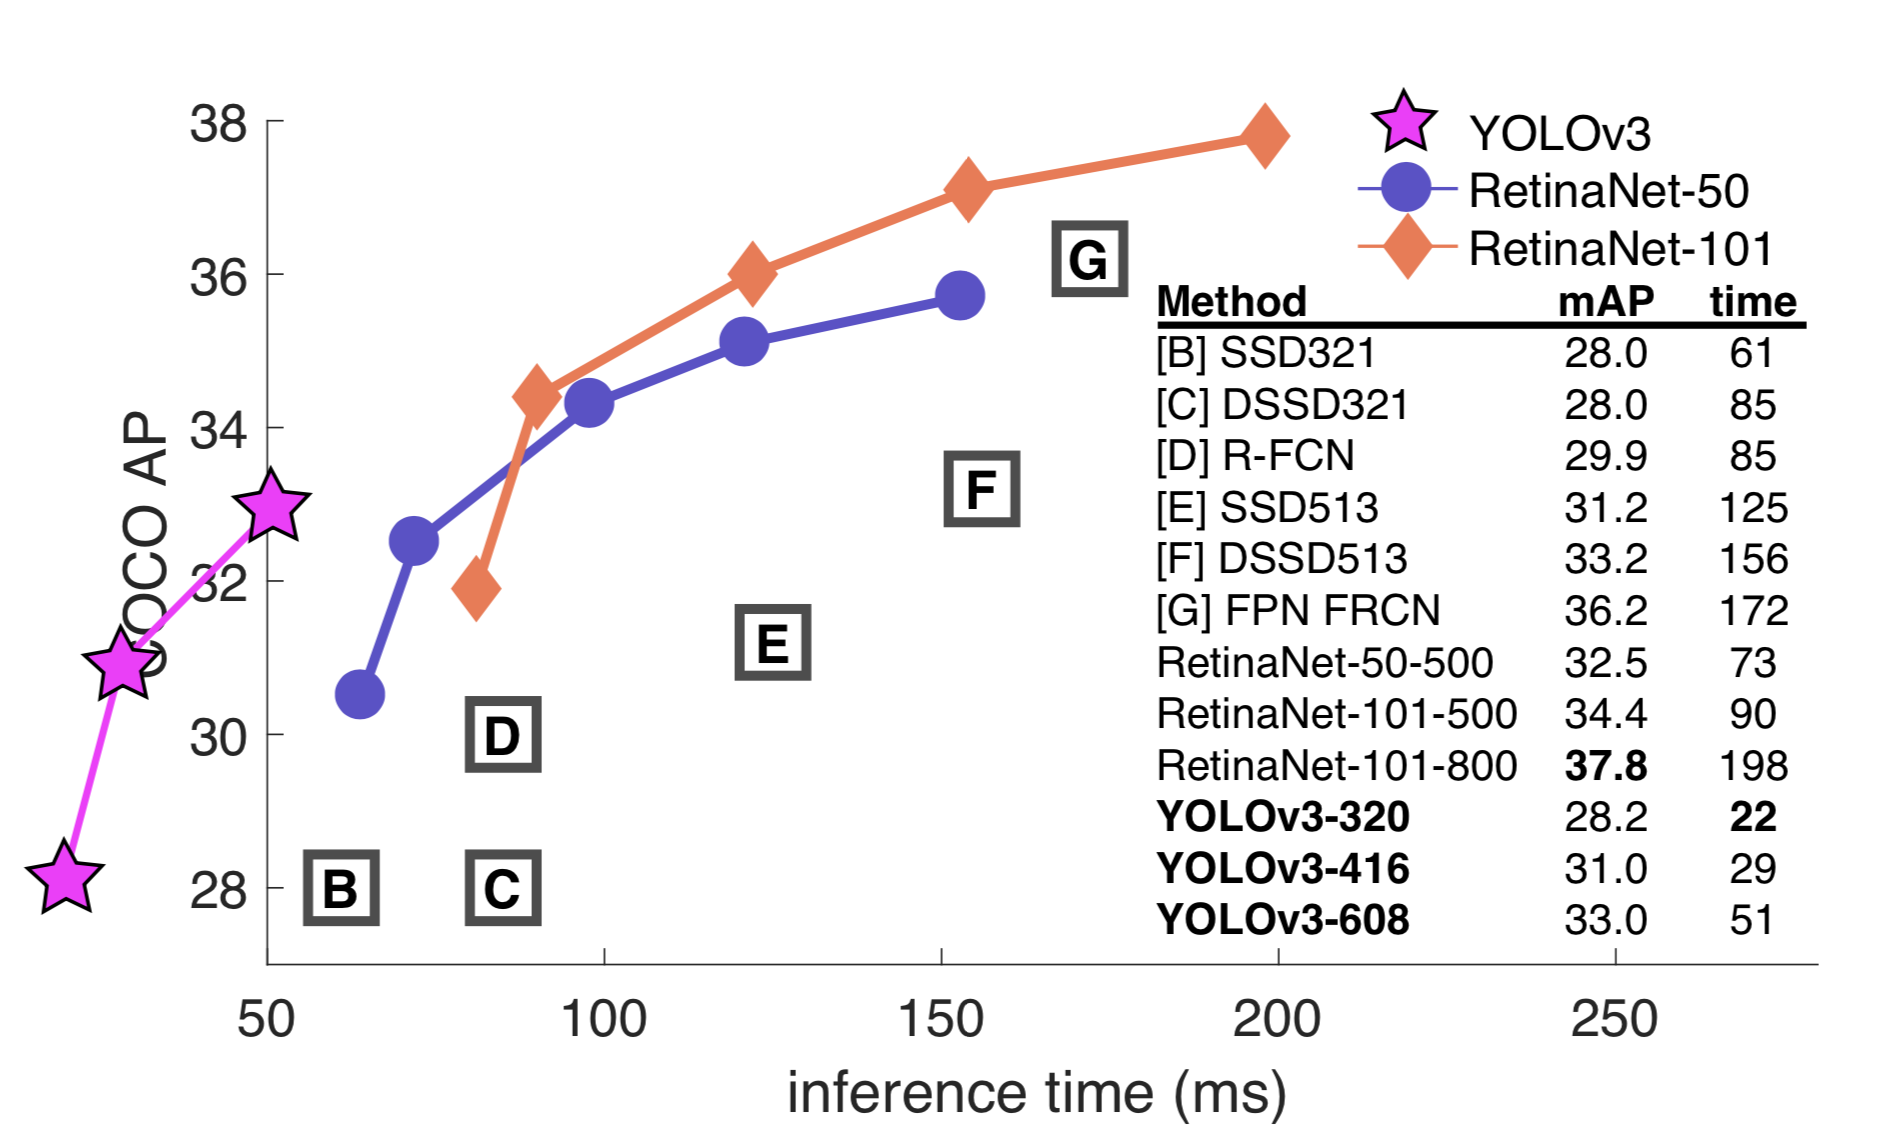 38
36
34
32
30
28
COCO AP
50 100 150 200 250
inference time (ms)
B
C
D
E
F
G
YOLOv3
RetinaNet-50
RetinaNet-101
Method mAP time
[B] SSD321 28.0 61
[C] DSSD321 28.0 85
[D] R-FCN 29.9 85
[E] SSD513 31.2 125
[F] DSSD513 33.2 156
[G] FPN FRCN 36.2 172
RetinaNet-50-500 32.5 73
RetinaNet-101-500 34.4 90
RetinaNet-101-800 37.8 198
YOLOv3-320 28.2 22
YOLOv3-416 31.0 29
YOLOv3-608 33.0 51